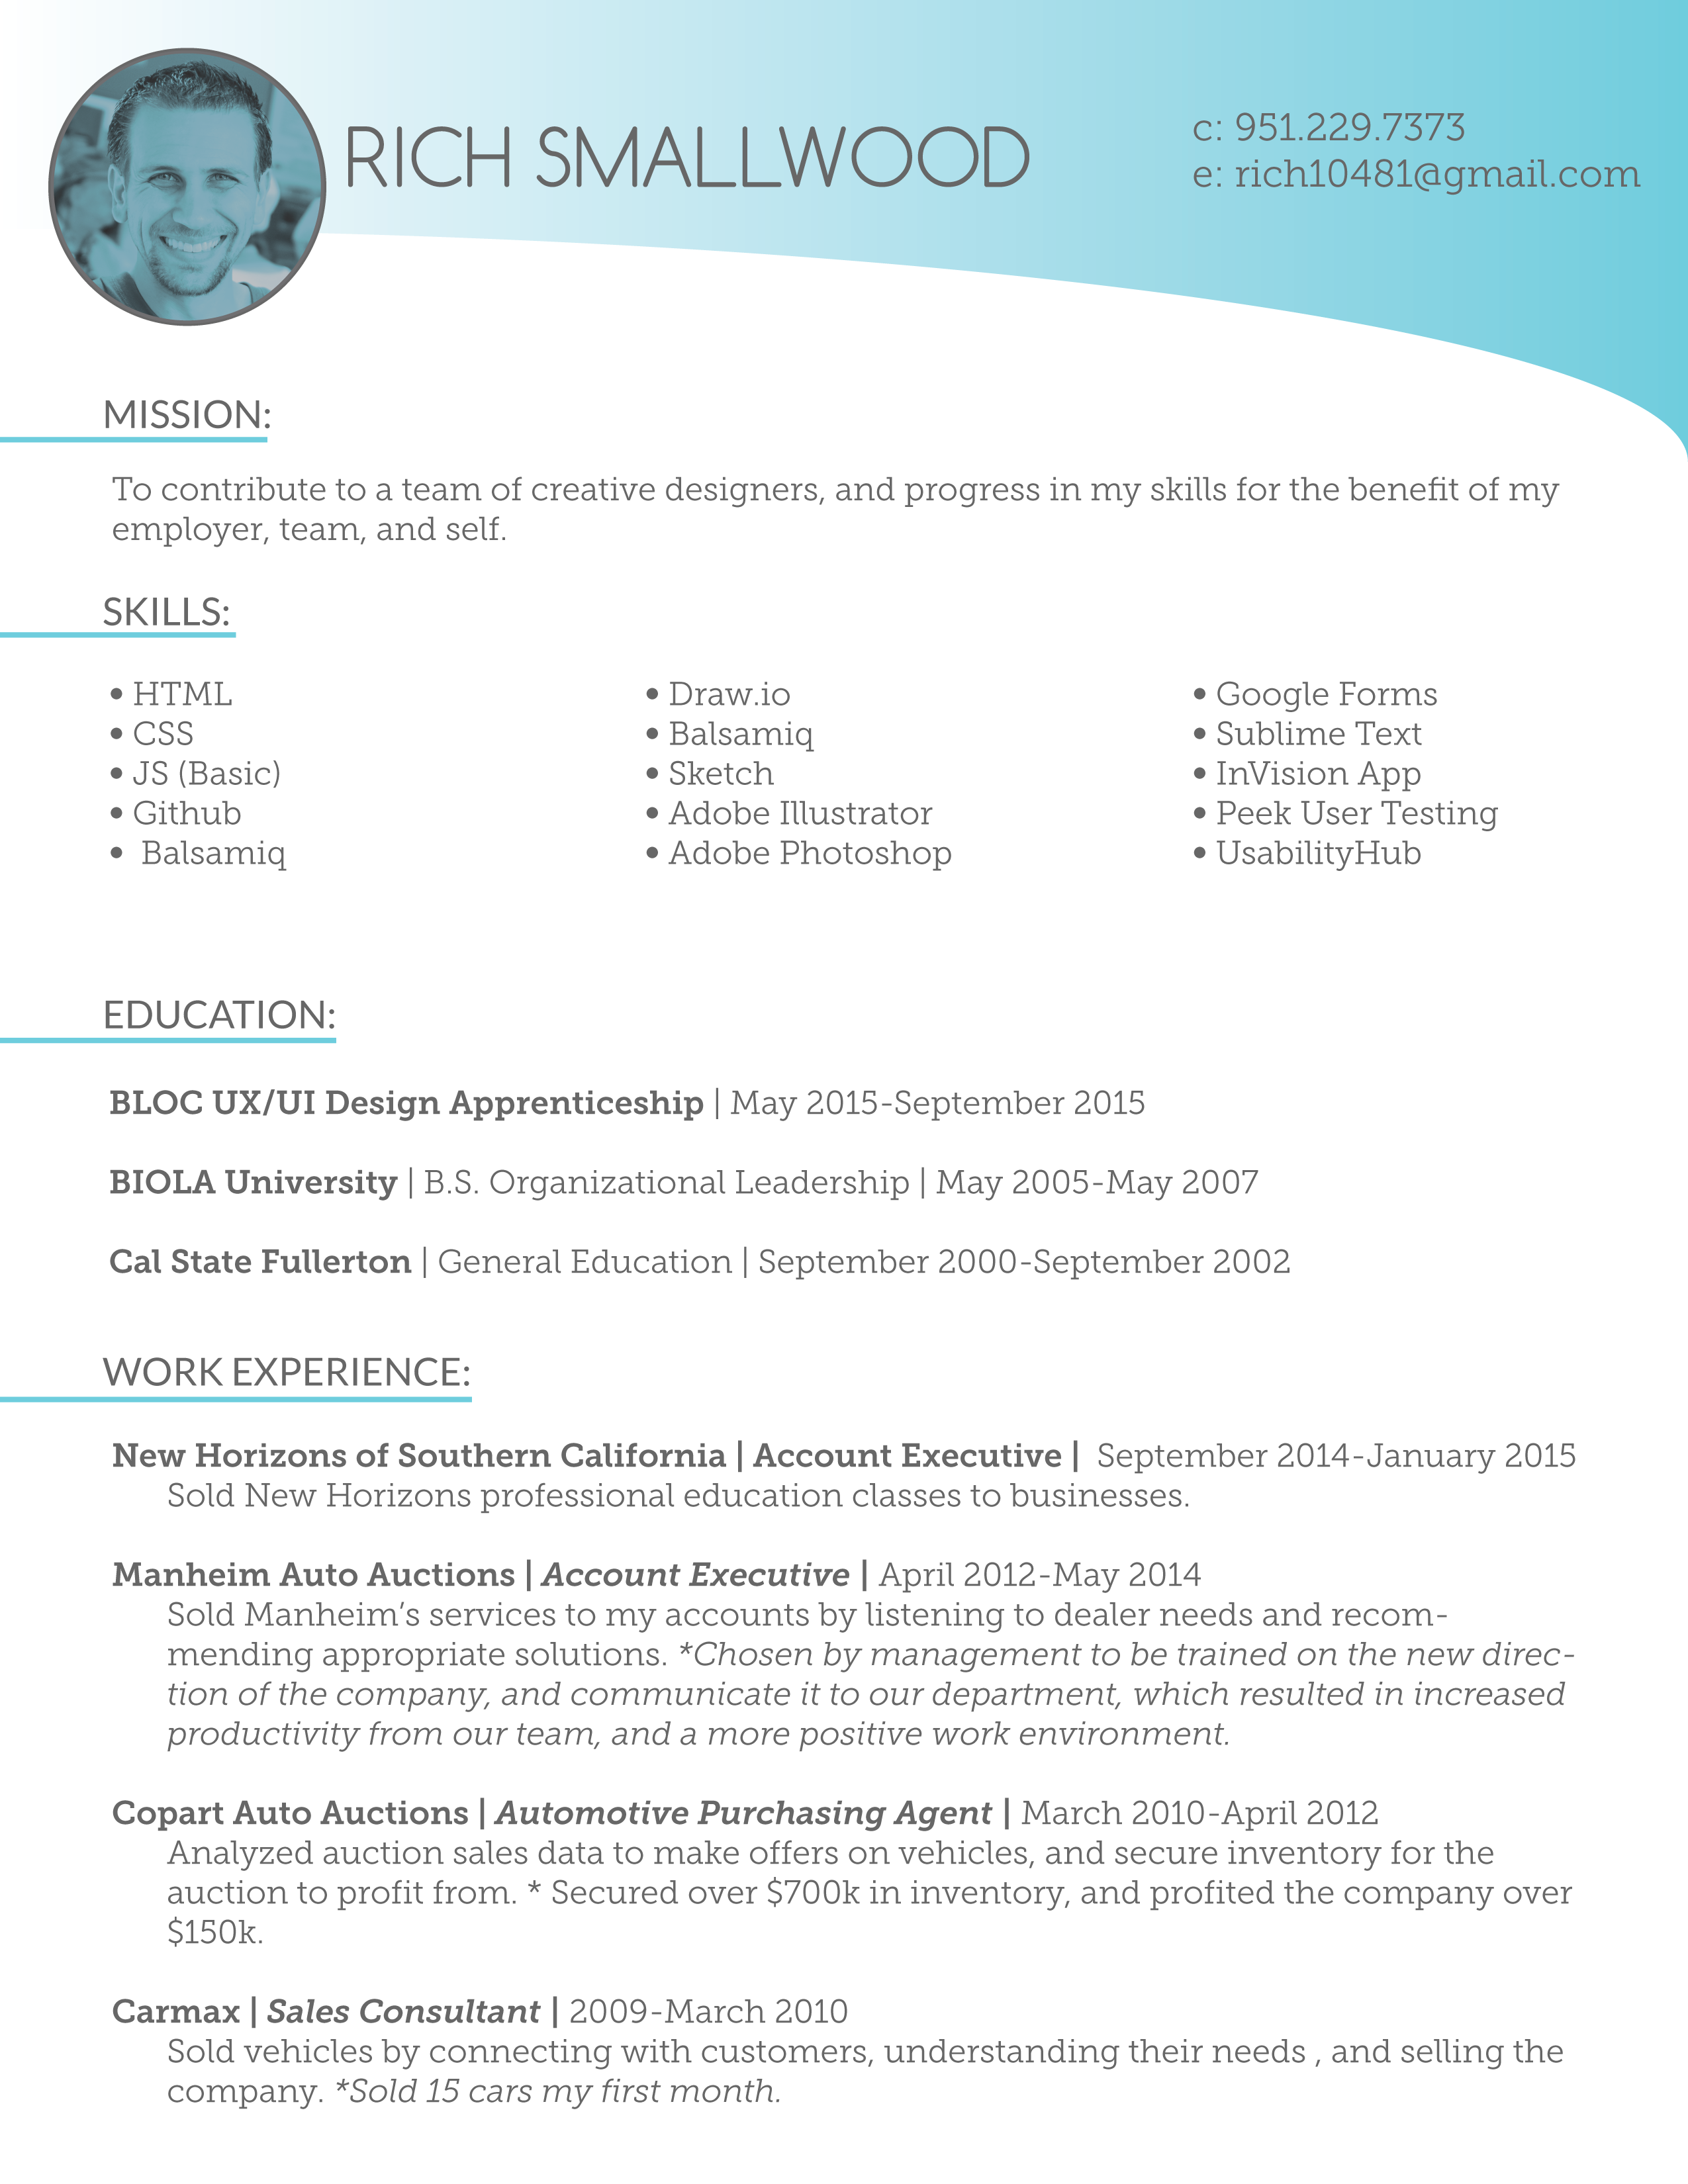 RICH SMALLWOOD
c: 951.229.7373
e: rich10481@gmail.com
MISSION:
To contribute to a team of creative designers, and progress in my skills for the benefit of my
employer, team, and self.
SKILLS:
• HTML
• CSS
• JS (Basic)
• Github
• Balsamiq
• Draw.io
• Balsamiq
• Sketch
• Adobe Illustrator
• Adobe Photoshop
• Google Forms
• Sublime Text
• InVision App
• Peek User Testing
• UsabilityHub
EDUCATION:
BLOC UX/UI Design Apprenticeship | May 2015-September 2015
BIOLA University | B.S. Organizational Leadership | May 2005-May 2007
Cal State Fullerton | General Education | September 2000-September 2002
WORK EXPERIENCE:
New Horizons of Southern California | Account Executive | September 2014-January 2015
Sold New Horizons professional education classes to businesses.
Manheim Auto Auctions | Account Executive | April 2012-May 2014
Sold Manheim’s services to my accounts by listening to dealer needs and recom-
mending appropriate solutions. *Chosen by management to be trained on the new direc-
tion of the company, and communicate it to our department, which resulted in increased
productivity from our team, and a more positive work environment.
Copart Auto Auctions | Automotive Purchasing Agent | March 2010-April 2012
Analyzed auction sales data to make offers on vehicles, and secure inventory for the
auction to profit from. * Secured over $700k in inventory, and profited the company over
$150k.
Carmax | Sales Consultant | 2009-March 2010
Sold vehicles by connecting with customers, understanding their needs , and selling the
company. *Sold 15 cars my first month.